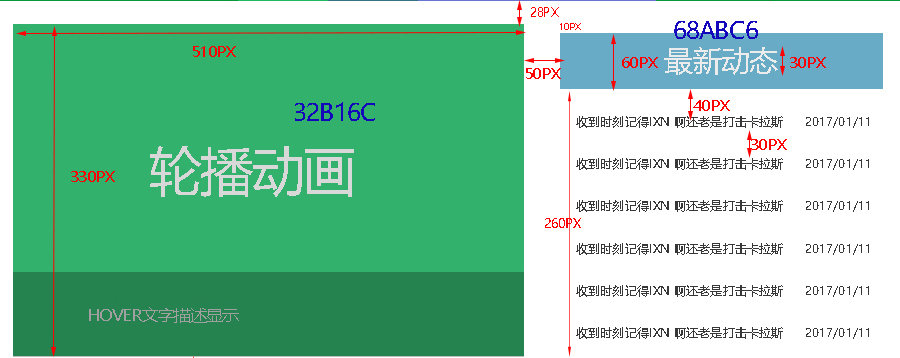 28PX
10PX
68ABC6
510PX
60PX
最新动态
30PX
50PX
40PX
32B16C
收到时刻记得IXN 啊还老是打击卡拉斯 2017/01/11
30PX
轮播动画
收到时刻记得IXN 啊还老是打击卡拉斯 2017/01/11
330PX
收到时刻记得IXN 啊还老是打击卡拉斯 2017/01/11
260PX
收到时刻记得IXN 啊还老是打击卡拉斯 2017/01/11
收到时刻记得IXN 啊还老是打击卡拉斯 2017/01/11
HOVER文字描述显示
收到时刻记得IXN 啊还老是打击卡拉斯 2017/01/11